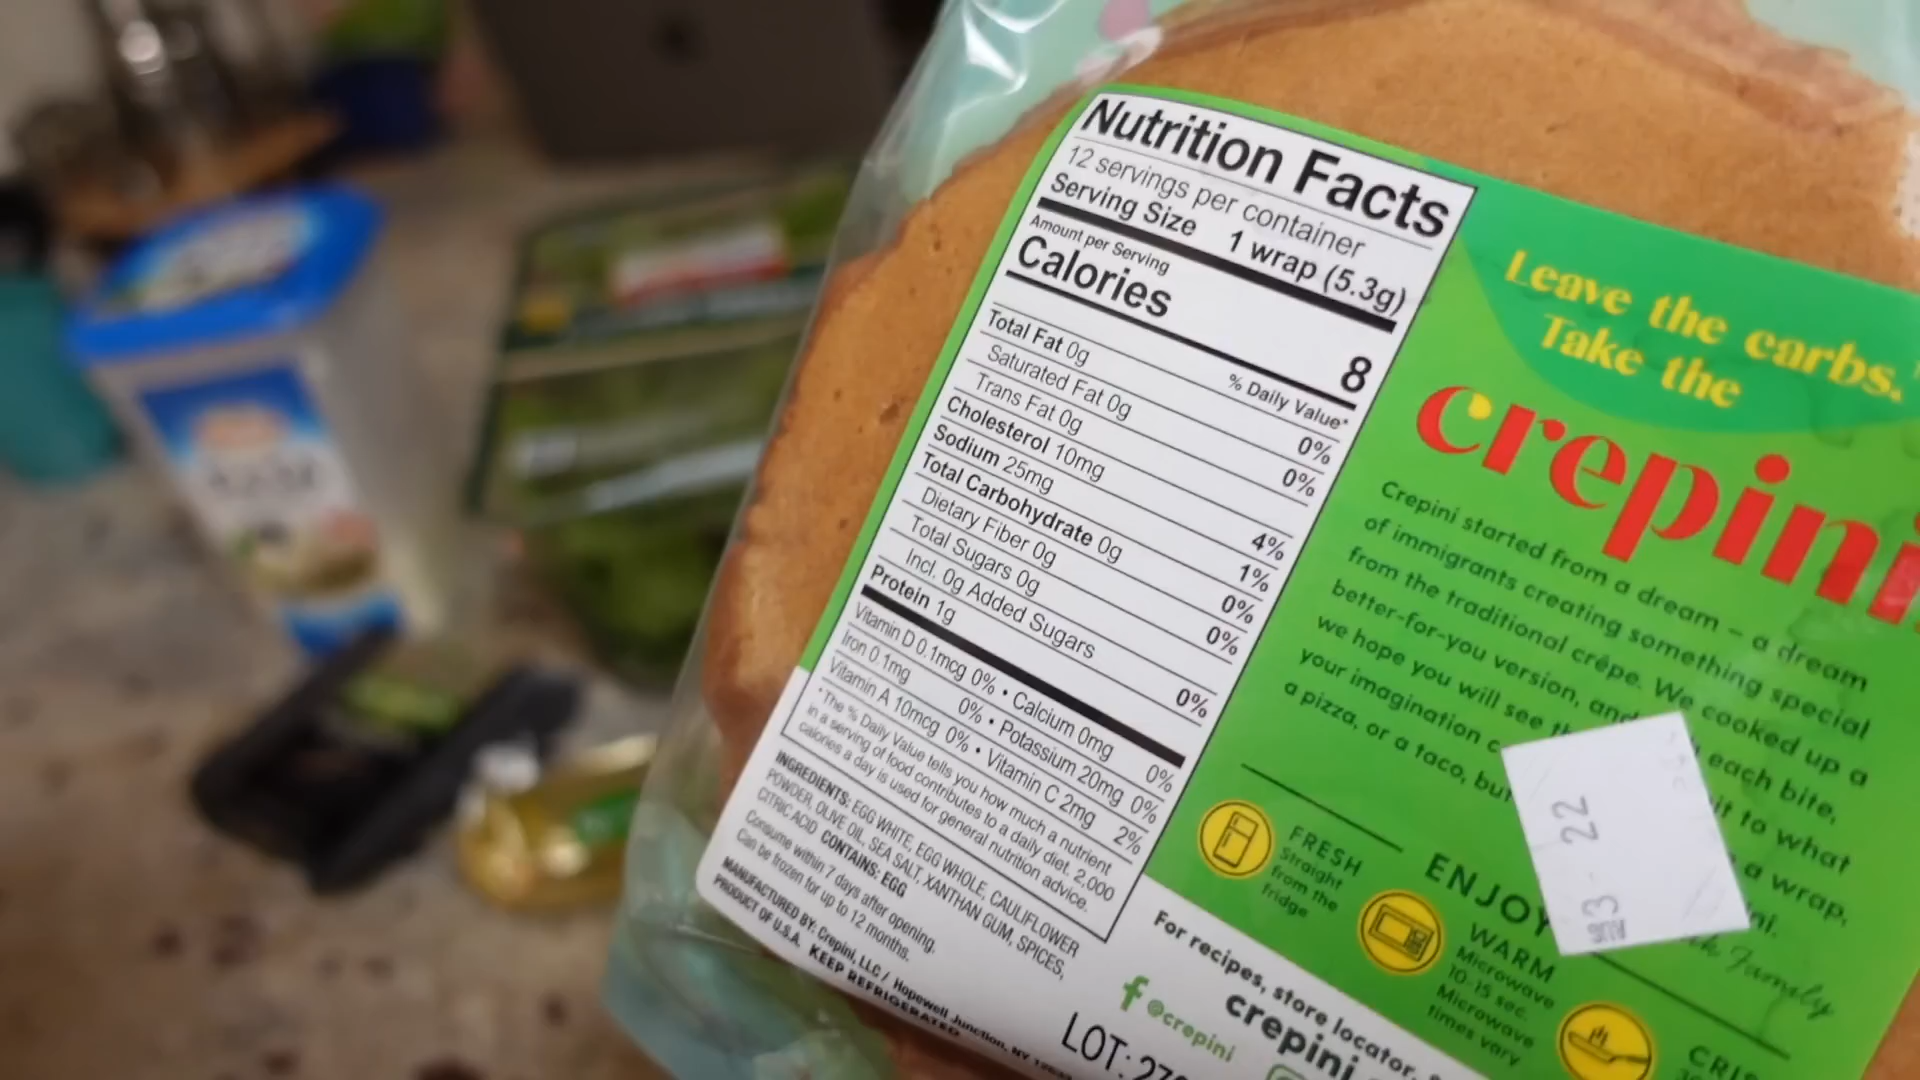 Nutrition Facts
12 servings per container
Serving Size 1 wrap (5.3g)
Amount per Serving
Calories 8
% Daily Value*
Total Fat 0g 0%
Saturated Fat 0g 0%
Trans Fat 0g
Cholesterol 10mg 4%
Sodium 25mg 1%
Total Carbohydrate 0g 0%
Dietary Fiber 0g 0%
Total Sugars 0g
Incl. 0g Added Sugars 0%
Protein 1g
Vitamin D 0.1mcg 0% • Calcium 0mg 0%
Iron 0.1mg 0% • Potassium 20mg 0%
Vitamin A 10mcg 0% • Vitamin C 2mg 2%
*The % Daily Value tells you how much a nutrient
in a serving of food contributes to a daily diet. 2,000
calories a day is used for general nutrition advice.
INGREDIENTS: EGG WHITE, EGG WHOLE, CAULIFLOWER
POWDER, OLIVE OIL, SEA SALT, XANTHAN GUM, SPICES,
CITRIC ACID CONTAINS: EGG
Consume within 7 days after opening.
Can be frozen for up to 12 months.
MANUFACTURED BY: Crepini, LLC / Hopewell Junction, NY
PRODUCT OF U.S.A. KEEP REFRIGERATED
Leave the carbs.
Take the
crepini
Crepini started from a dream – a dream
of immigrants creating something special
from the traditional crêpe. We cooked up a
better-for-you version, and each bite,
we hope you will see it to what
your imagination a wrap,
a pizza, or a taco, but
Family
22
ENJOY
FRESH
Straight
from the
fridge
WARM
Microwave
10-15 sec.
Microwave
times vary
For recipes, store locator,
crepini
@crepini
LOT: